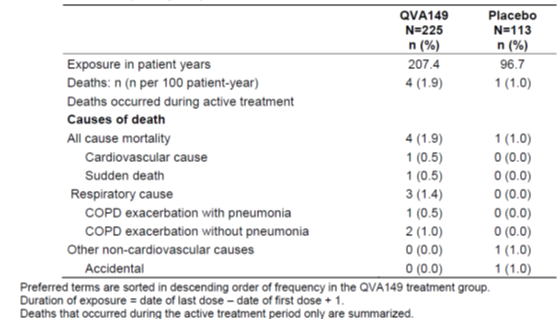 QVA149 Placebo
N=225 N=113
n (%) n (%)
Exposure in patient years 207.4 96.7
Deaths: n (n per 100 patient-year) 4 (1.9) 1 (1.0)
Deaths occurred during active treatment
Causes of death
All cause mortality 4 (1.9) 1 (1.0)
Cardiovascular cause 1 (0.5) 0 (0.0)
Sudden death 1 (0.5) 0 (0.0)
Respiratory cause 3 (1.4) 0 (0.0)
COPD exacerbation with pneumonia 1 (0.5) 0 (0.0)
COPD exacerbation without pneumonia 2 (1.0) 0 (0.0)
Other non-cardiovascular causes 0 (0.0) 1 (1.0)
Accidental 0 (0.0) 1 (1.0)
Preferred terms are sorted in descending order of frequency in the QVA149 treatment group.
Duration of exposure = date of last dose – date of first dose + 1.
Deaths that occurred during the active treatment period only are summarized.